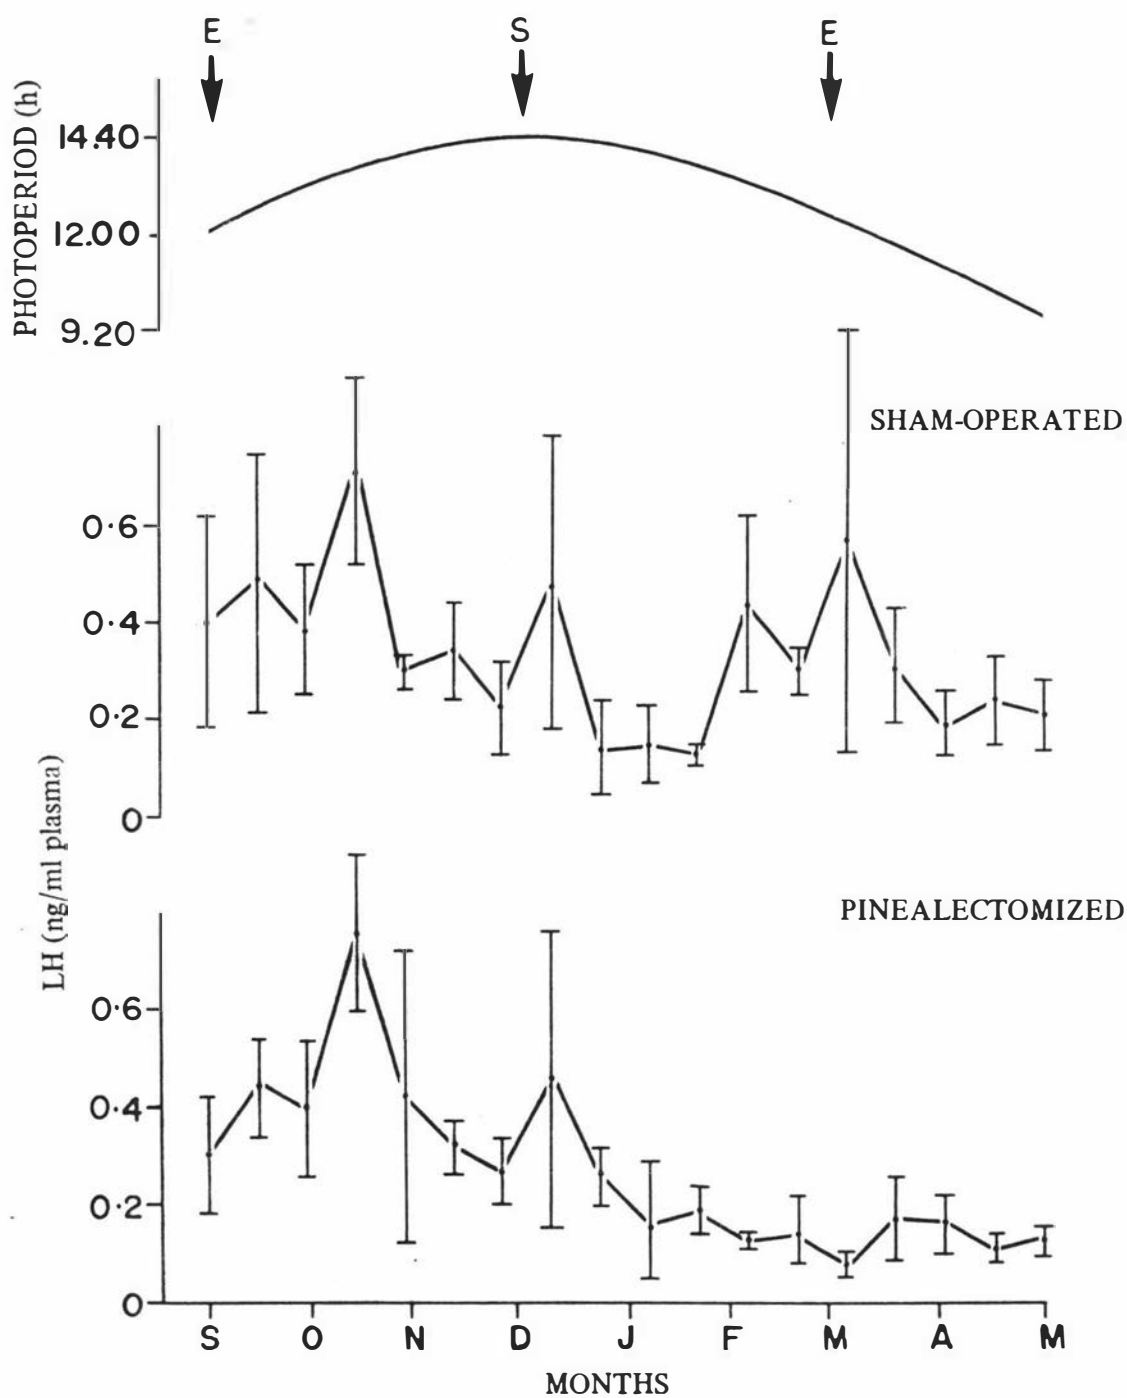 E S E
PHOTOPERIOD (h)
14.40
12.00
9.20
SHAM-OPERATED
0·6
0·4
0·2
0
LH (ng/ml plasma)
PINEALECTOMIZED
0·6
0·4
0·2
0
S O N D J F M A M
MONTHS